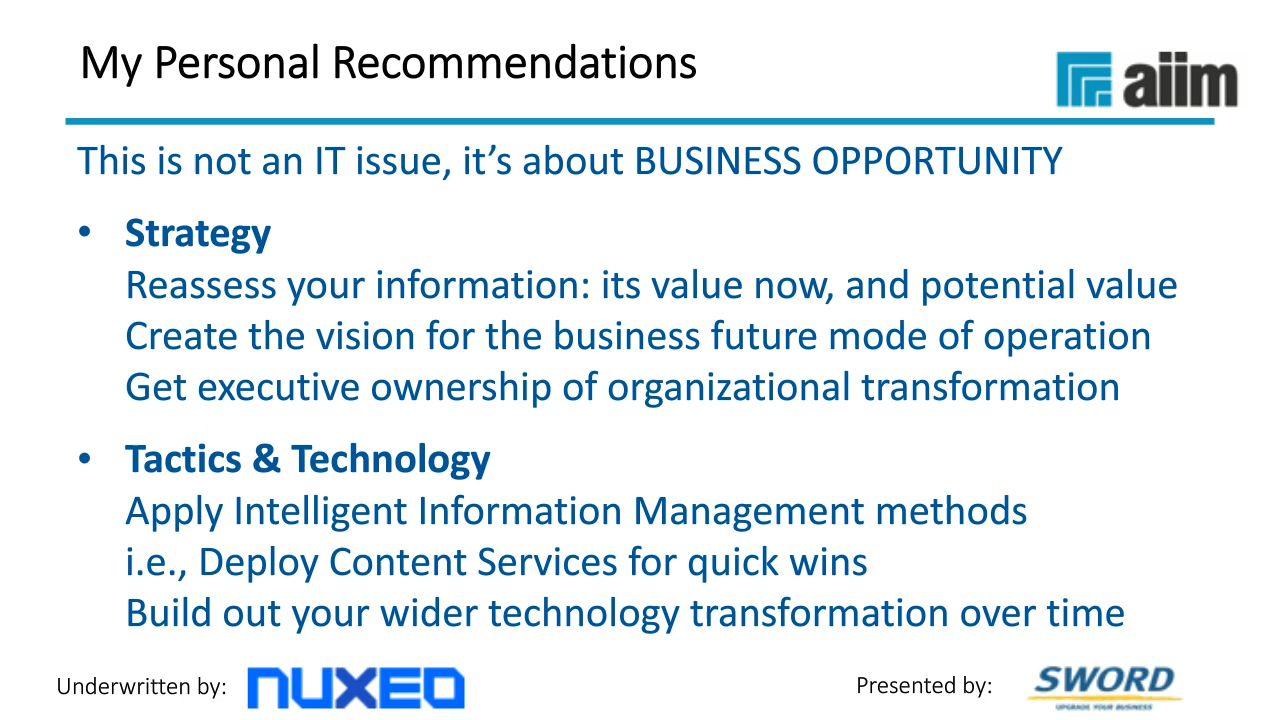 My Personal Recommendations
aiim
This is not an IT issue, it’s about BUSINESS OPPORTUNITY
• Strategy
Reassess your information: its value now, and potential value
Create the vision for the business future mode of operation
Get executive ownership of organizational transformation
• Tactics & Technology
Apply Intelligent Information Management methods
i.e., Deploy Content Services for quick wins
Build out your wider technology transformation over time
Underwritten by:
NUXEO
Presented by:
SWORD
UPGRADE YOUR BUSINESS